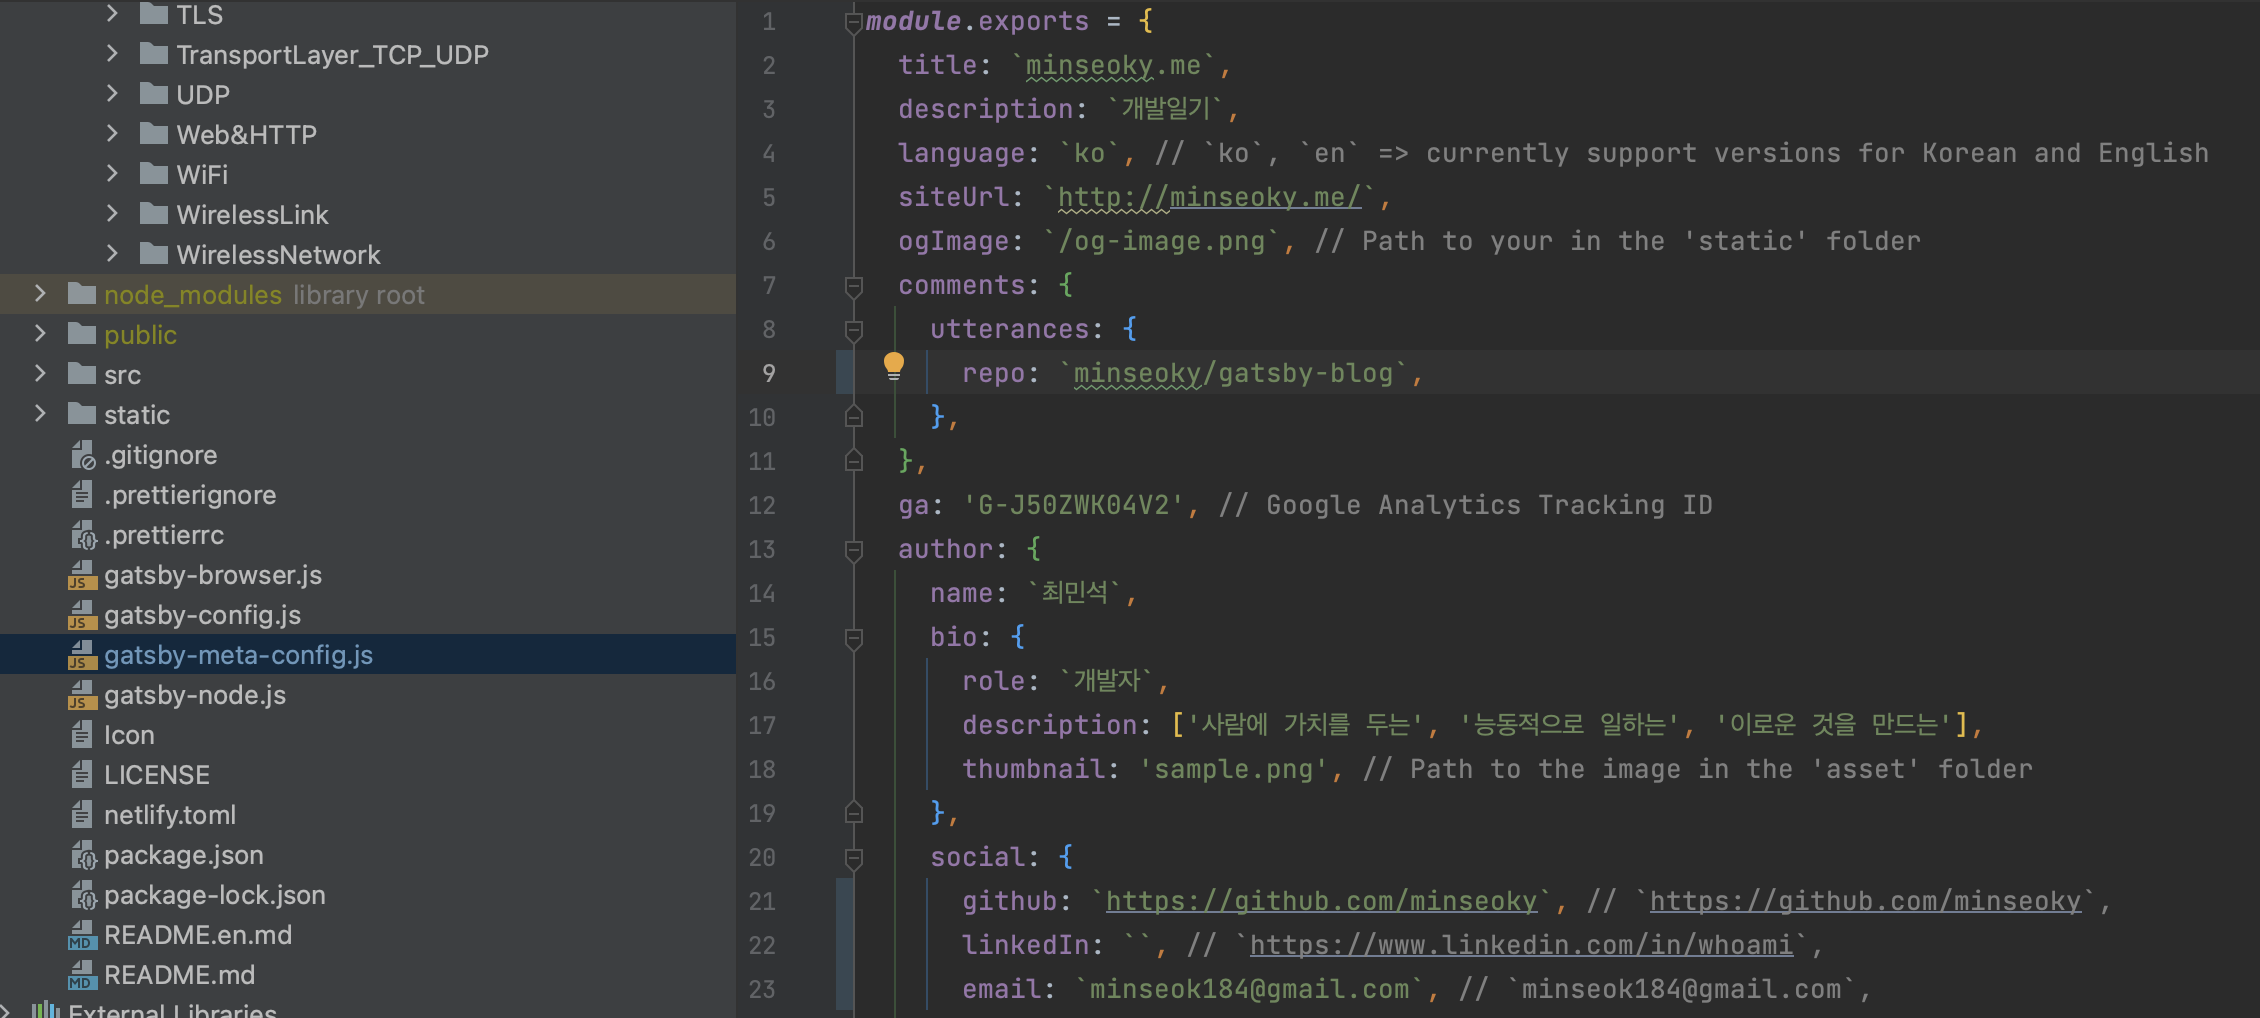 TLS
TransportLayer_TCP_UDP
UDP
Web&HTTP
WiFi
WirelessLink
WirelessNetwork
node_modules library root
public
src
static
.gitignore
.prettierignore
.prettierrc
gatsby-browser.js
gatsby-config.js
gatsby-meta-config.js
gatsby-node.js
Icon
LICENSE
netlify.toml
package.json
package-lock.json
README.en.md
README.md
External Libraries
1 module.exports = {
2 title: `minseoky.me`,
3 description: `개발일기`,
4 language: `ko`, // `ko`, `en` => currently support versions for Korean and English
5 siteUrl: `http://minseoky.me/`,
6 ogImage: `/og-image.png`, // Path to your in the 'static' folder
7 comments: {
8 utterances: {
9 repo: `minseoky/gatsby-blog`,
10 },
11 },
12 ga: 'G-J50ZWK04V2', // Google Analytics Tracking ID
13 author: {
14 name: `최민석`,
15 bio: {
16 role: `개발자`,
17 description: ['사람에 가치를 두는', '능동적으로 일하는', '이로운 것을 만드는'],
18 thumbnail: 'sample.png', // Path to the image in the 'asset' folder
19 },
20 social: {
21 github: `https://github.com/minseoky`, // `https://github.com/minseoky`,
22 linkedIn: ``, // `https://www.linkedin.com/in/whoami`,
23 email: `minseok184@gmail.com`, // `minseok184@gmail.com`,